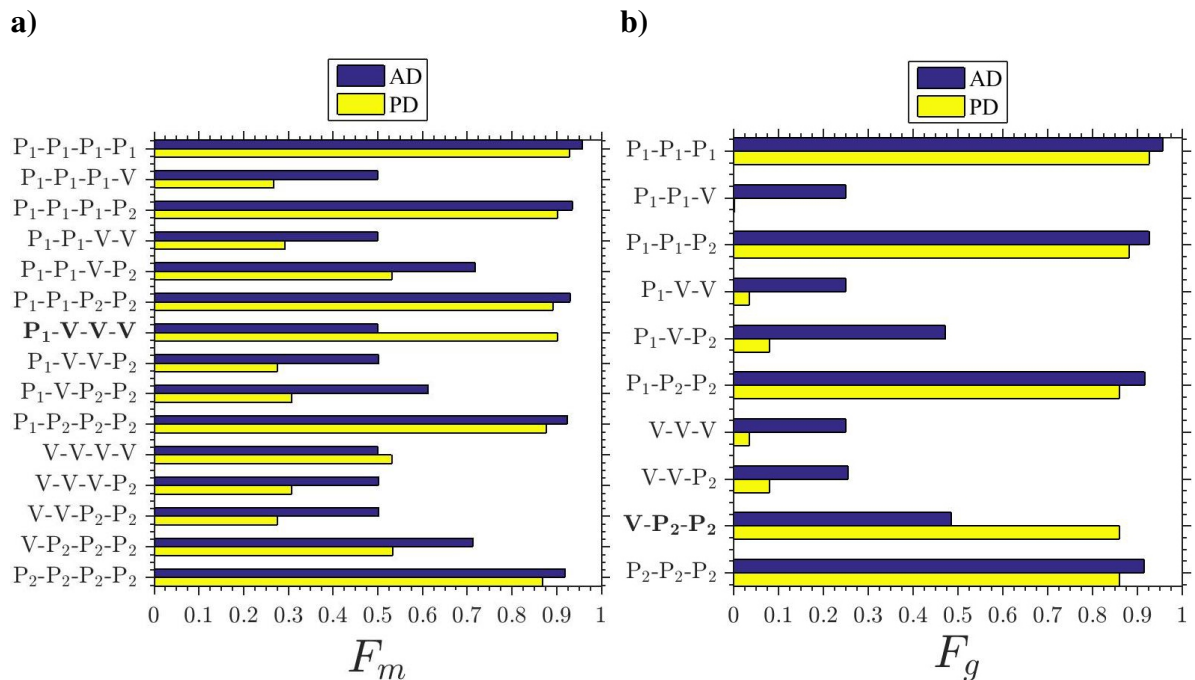 a)
AD
PD
P₁-P₁-P₁-P₁
P₁-P₁-P₁-V
P₁-P₁-P₁-P₂
P₁-P₁-V-V
P₁-P₁-V-P₂
P₁-P₁-P₂-P₂
P₁-V-V-V
P₁-V-V-P₂
P₁-V-P₂-P₂
P₁-P₂-P₂-P₂
V-V-V-V
V-V-V-P₂
V-V-P₂-P₂
V-P₂-P₂-P₂
P₂-P₂-P₂-P₂
0 0.1 0.2 0.3 0.4 0.5 0.6 0.7 0.8 0.9 1
Fₘ
b)
AD
PD
P₁-P₁-P₁
P₁-P₁-V
P₁-P₁-P₂
P₁-V-V
P₁-V-P₂
P₁-P₂-P₂
V-V-V
V-V-P₂
V-P₂-P₂
P₂-P₂-P₂
0 0.1 0.2 0.3 0.4 0.5 0.6 0.7 0.8 0.9 1
F_g